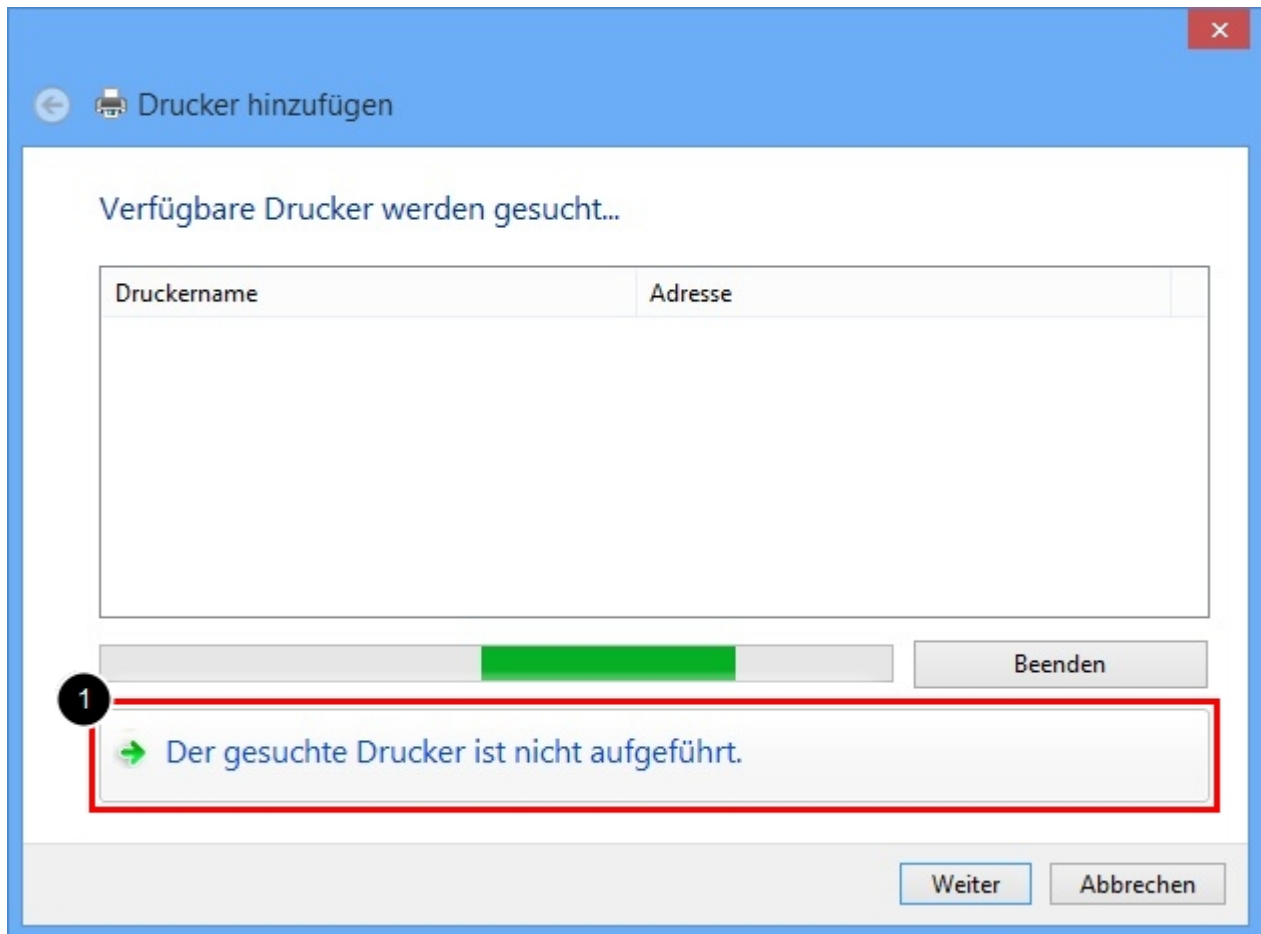 Drucker hinzufügen
Verfügbare Drucker werden gesucht...
Druckername Adresse
Beenden
1
Der gesuchte Drucker ist nicht aufgeführt.
Weiter Abbrechen